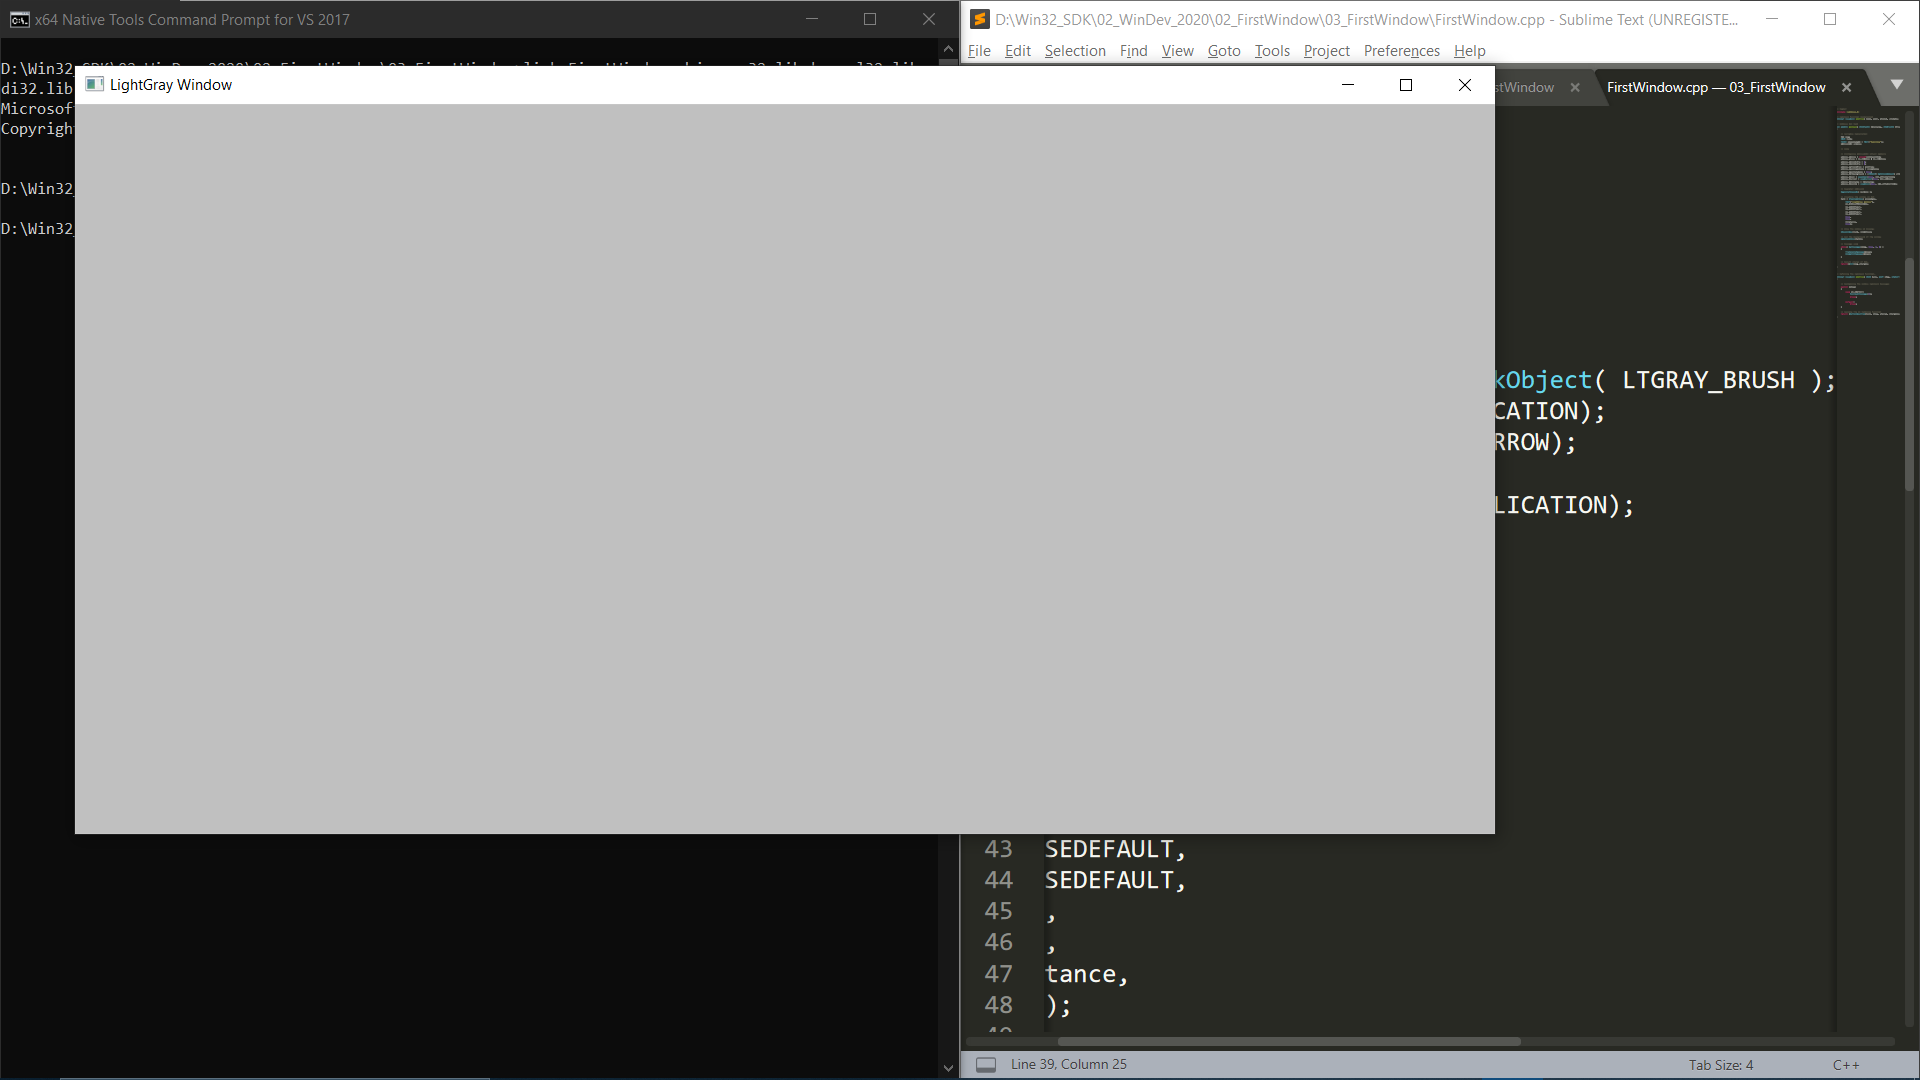 x64 Native Tools Command Prompt for VS 2017
D:\Win32_
di32.lib
Microsof
Copyrigh
D:\Win32_
D:\Win32_
LightGray Window
D:\Win32_SDK\02_WinDev_2020\02_FirstWindow\03_FirstWindow\FirstWindow.cpp - Sublime Text (UNREGISTE...
File Edit Selection Find View Goto Tools Project Preferences Help
stWindow
FirstWindow.cpp — 03_FirstWindow
kObject( LTGRAY_BRUSH );
CATION);
RROW);
LICATION);
43 SEDEFAULT,
44 SEDEFAULT,
45 ,
46 ,
47 tance,
48 );
Line 39, Column 25
Tab Size: 4
C++